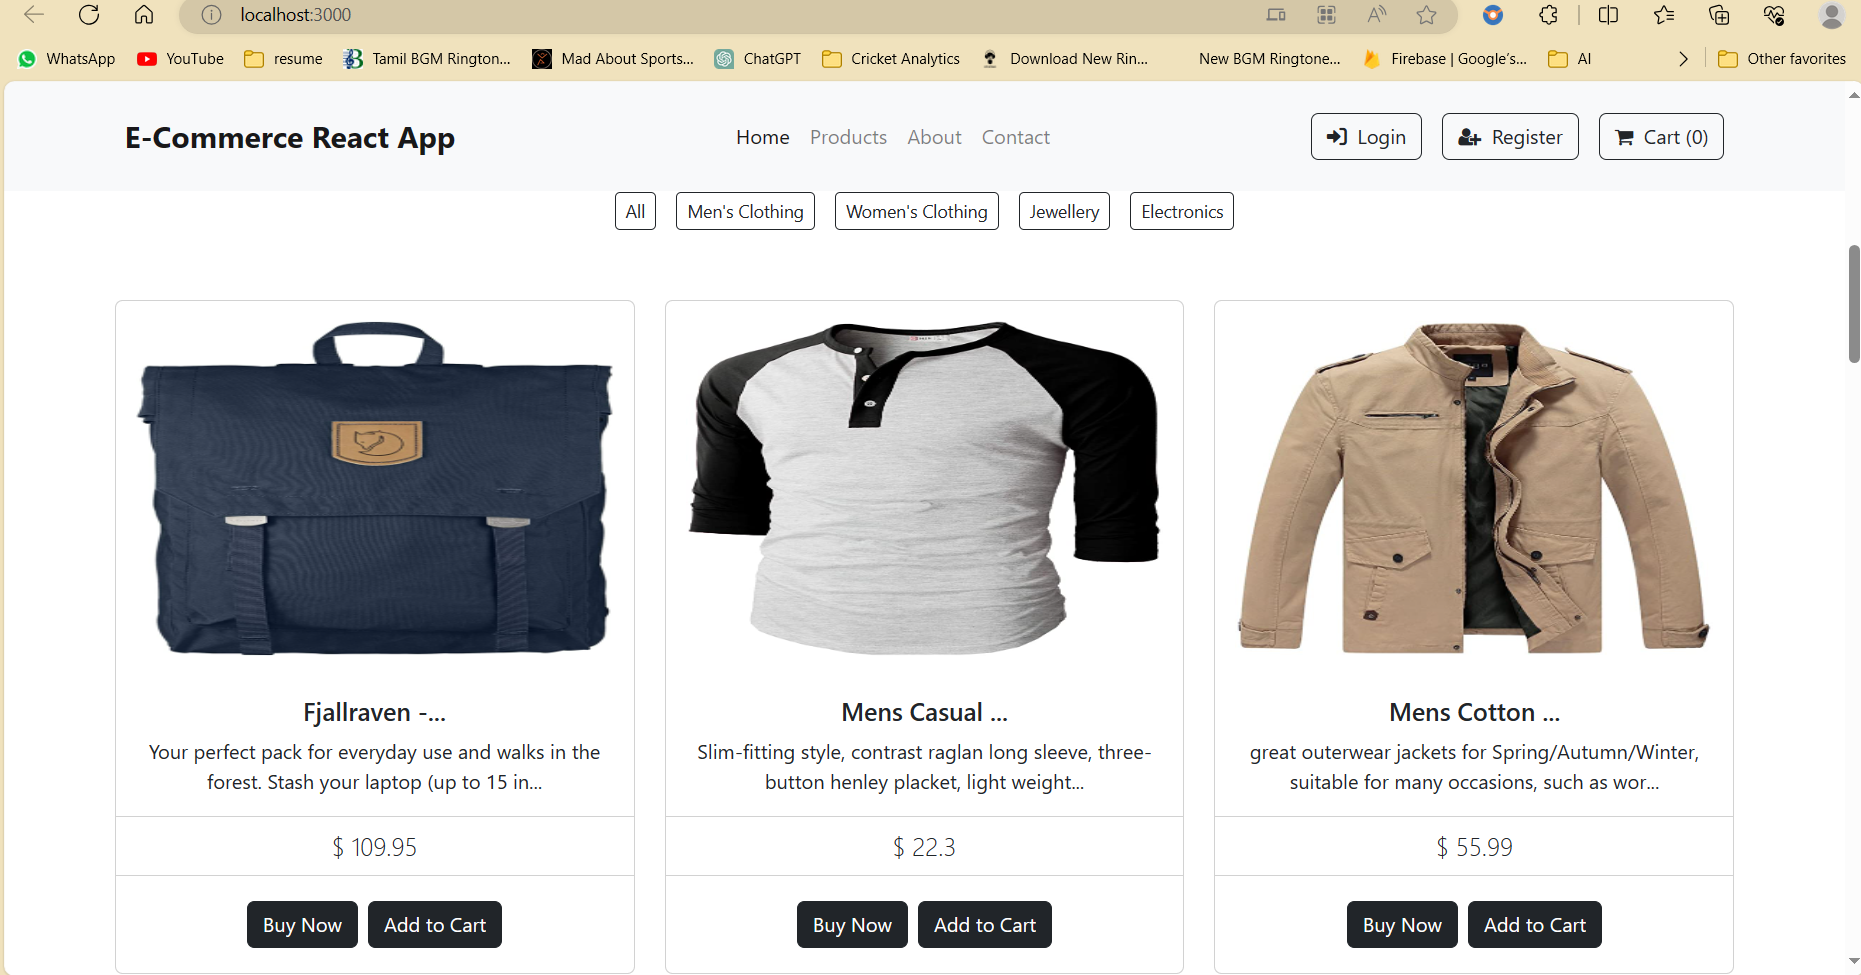 localhost:3000
WhatsApp YouTube resume Tamil BGM Rington... Mad About Sports... ChatGPT Cricket Analytics Download New Rin... New BGM Ringtone... Firebase | Google's... AI Other favorites
E-Commerce React App Home Products About Contact Login Register Cart (0)
All Men's Clothing Women's Clothing Jewellery Electronics
Fjallraven -...
Your perfect pack for everyday use and walks in the
forest. Stash your laptop (up to 15 in...
$ 109.95
Buy Now Add to Cart
Mens Casual ...
Slim-fitting style, contrast raglan long sleeve, three-
button henley placket, light weight...
$ 22.3
Buy Now Add to Cart
Mens Cotton ...
great outerwear jackets for Spring/Autumn/Winter,
suitable for many occasions, such as wor...
$ 55.99
Buy Now Add to Cart